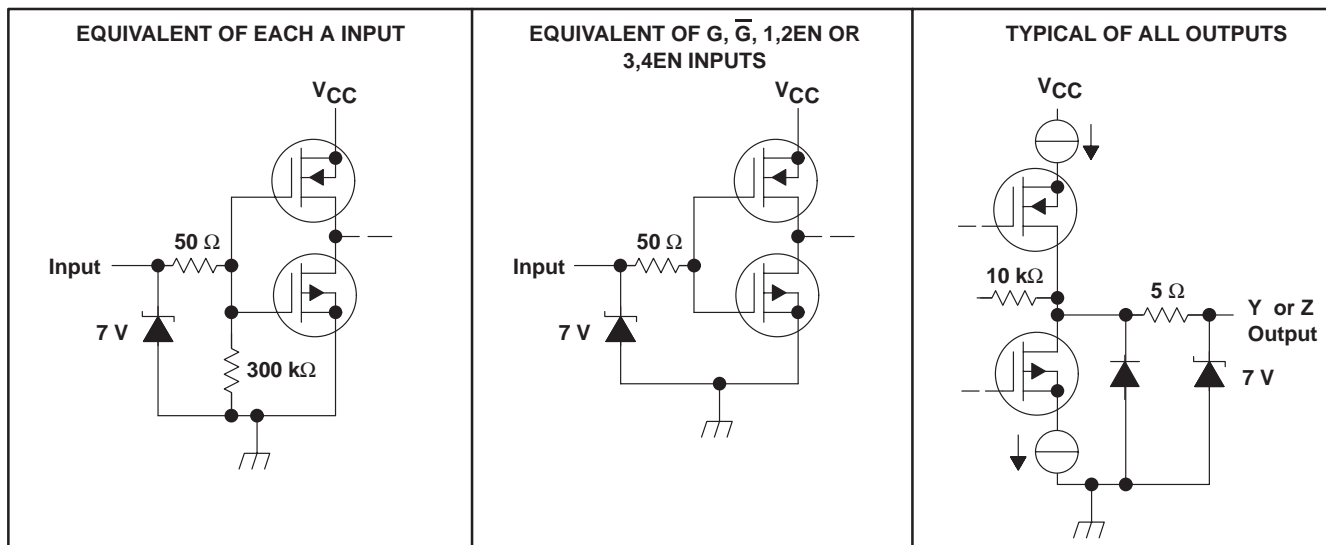 EQUIVALENT OF EACH A INPUT
VCC
50 Ω
Input
7 V
300 kΩ
EQUIVALENT OF G, G̅, 1,2EN OR
3,4EN INPUTS
VCC
50 Ω
Input
7 V
TYPICAL OF ALL OUTPUTS
VCC
10 kΩ
5 Ω
Y or Z
Output
7 V